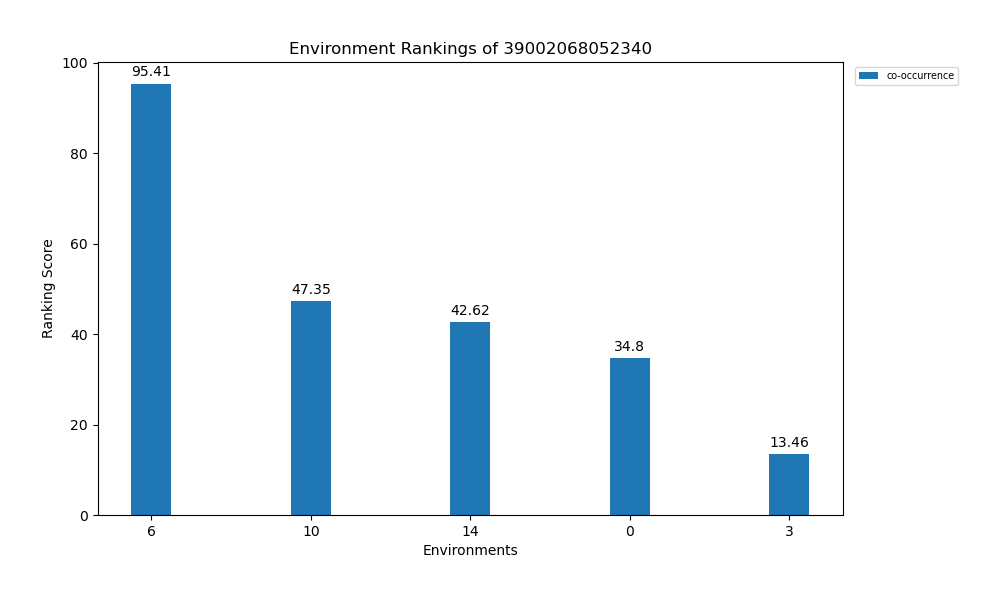 Environment Rankings of 39002068052340
co-occurrence
Ranking Score
100
80
60
40
20
0
95.41
47.35
42.62
34.8
13.46
6 10 14 0 3
Environments